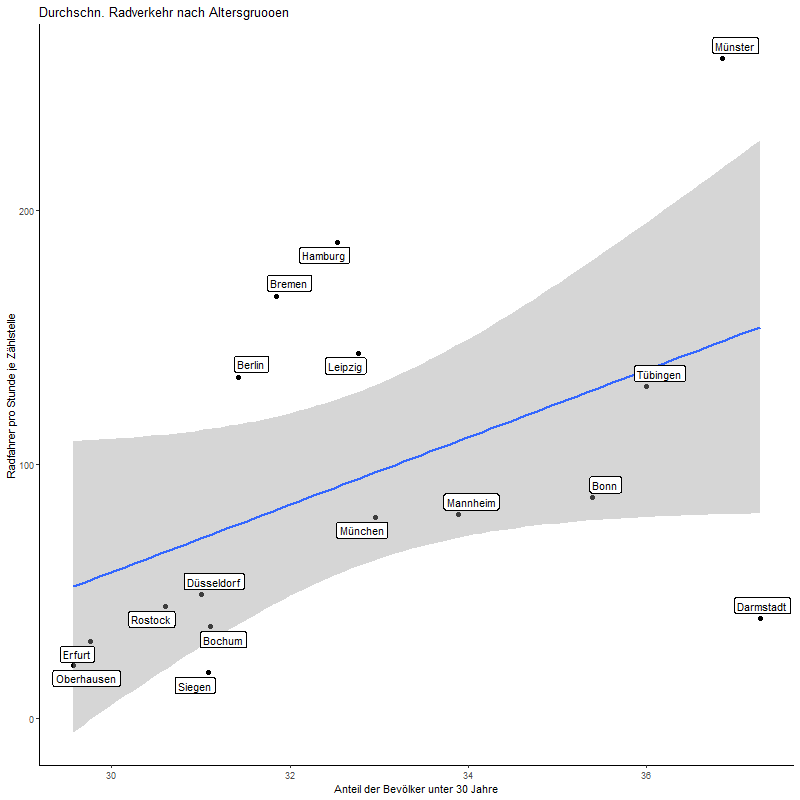 Durchschn. Radverkehr nach Altersgruooen
Münster
200
Hamburg
Bremen
Berlin
Leipzig
Tübingen
Radfahrer pro Stunde je Zählstelle
100
Bonn
Mannheim
München
Düsseldorf
Darmstadt
Rostock
Bochum
Erfurt
Oberhausen
Siegen
0
30
32
34
36
Anteil der Bevölker unter 30 Jahre